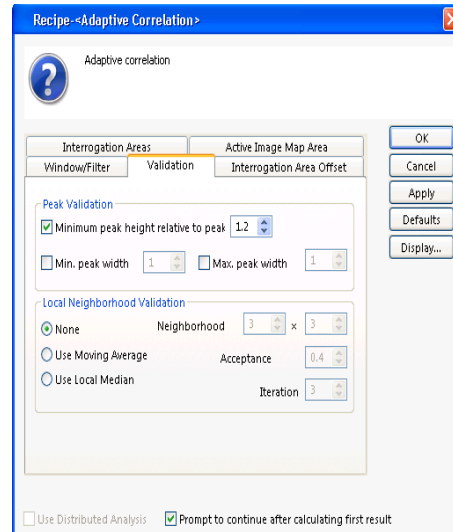 Recipe-<Adaptive Correlation>
Adaptive correlation
Interrogation Areas
Active Image Map Area
Window/Filter
Validation
Interrogation Area Offset
OK
Cancel
Apply
Defaults
Display...
Peak Validation
Minimum peak height relative to peak 1.2
Min. peak width 1 Max. peak width 1
Local Neighborhood Validation
None Neighborhood 3 x 3
Use Moving Average Acceptance 0.4
Use Local Median
Iteration 3
Use Distributed Analysis Prompt to continue after calculating first result